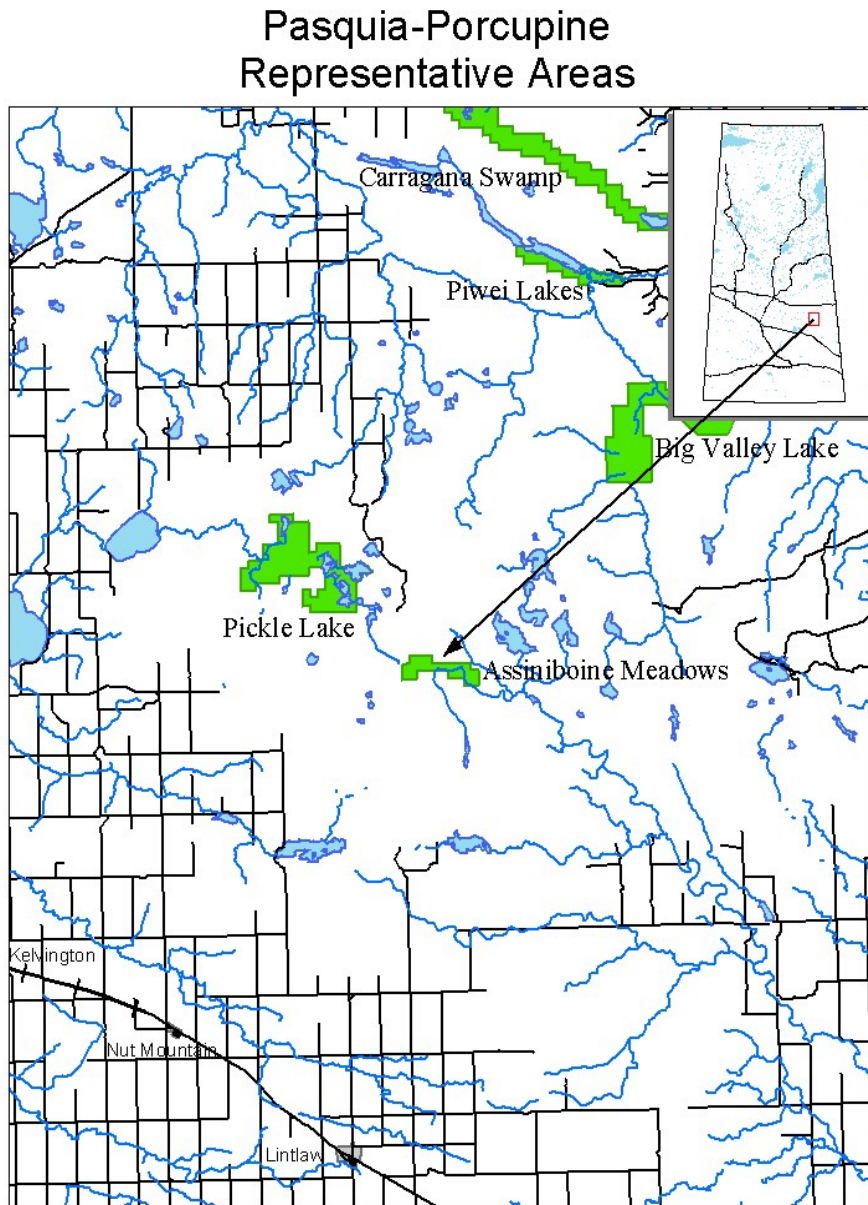 Pasquia-Porcupine
Representative Areas
Carragana Swamp
Piwei Lakes
Big Valley Lake
Pickle Lake
Assiniboine Meadows
Kelvington
Nut Mountain
Lintlaw